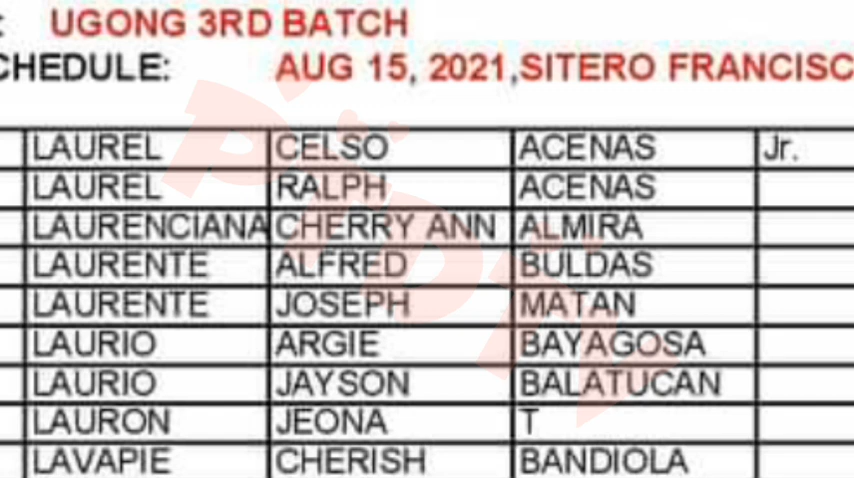 : UGONG 3RD BATCH
CHEDULE: AUG 15, 2021,SITERO FRANCISC
LAUREL CELSO ACENAS Jr.
LAUREL RALPH ACENAS
LAURENCIANA CHERRY ANN ALMIRA
LAURENTE ALFRED BULDAS
LAURENTE JOSEPH MATAN
LAURIO ARGIE BAYAGOSA
LAURIO JAYSON BALATUCAN
LAURON JEONA T
LAVAPIE CHERISH BANDIOLA